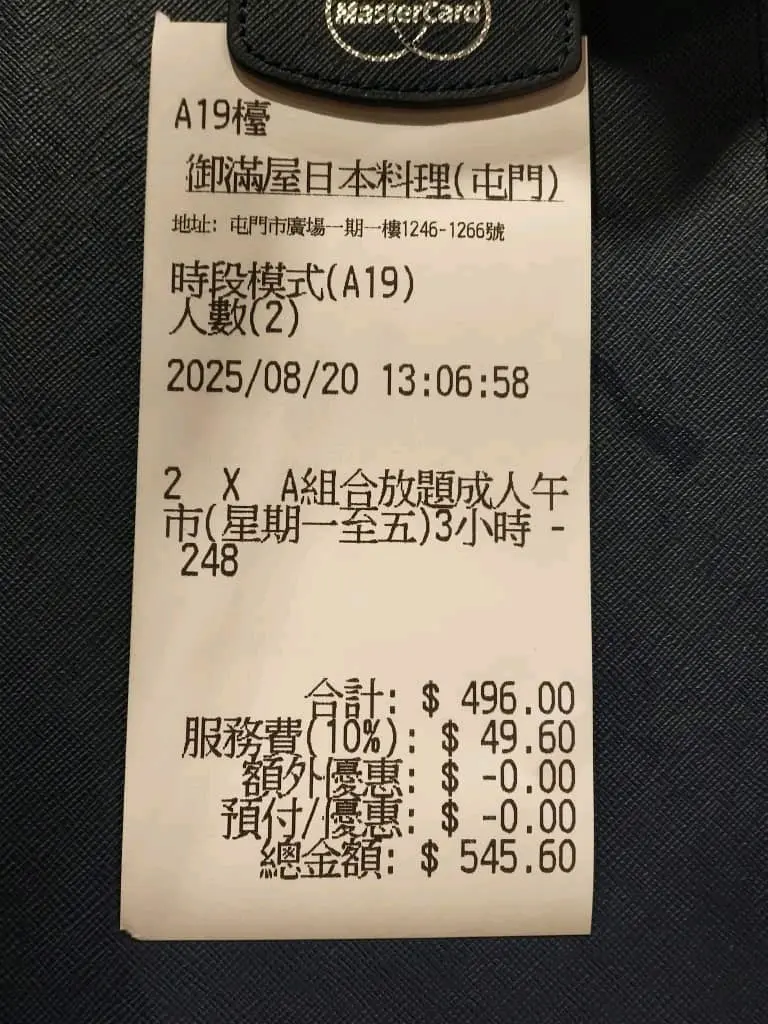 MasterCard
A19檯
御滿屋日本料理(屯門)
地址: 屯門市廣場一期一樓1246-1266號
時段模式(A19)
人數(2)
2025/08/20 13:06:58
2 X A組合放題成人午
市(星期一至五)3小時 -
248
合計: $ 496.00
服務費(10%): $ 49.60
額外優惠: $ -0.00
預付/優惠: $ -0.00
總金額: $ 545.60